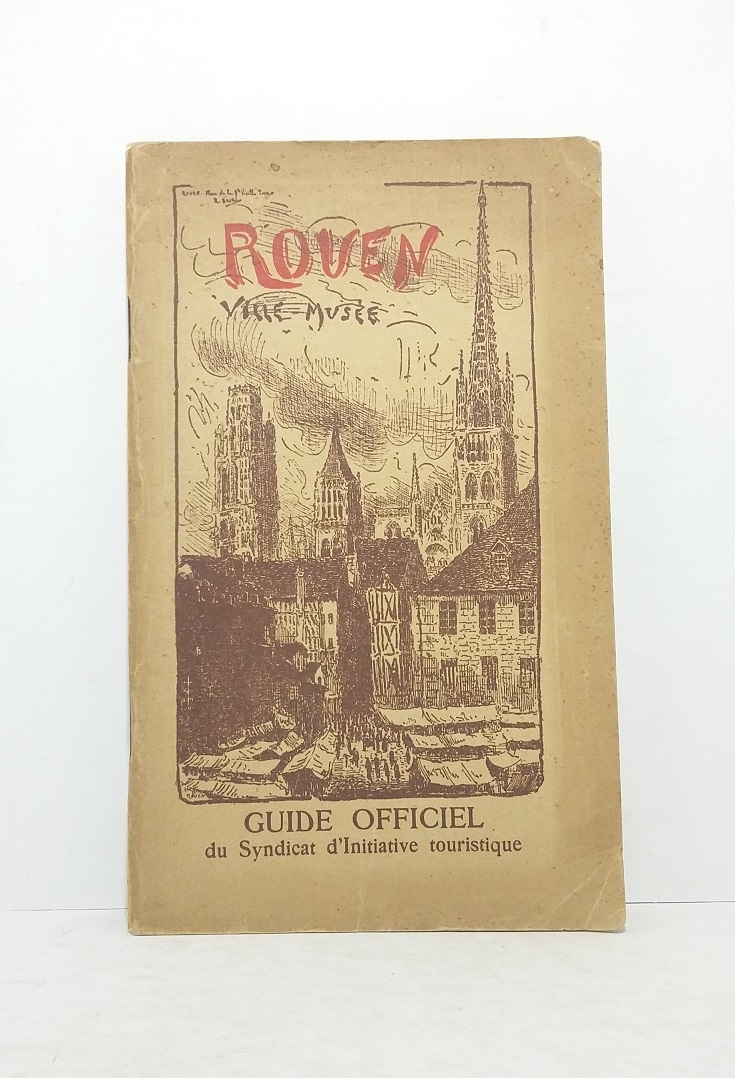 ROUEN
VILLE-MUSÉE
GUIDE OFFICIEL
du Syndicat d'Initiative touristique